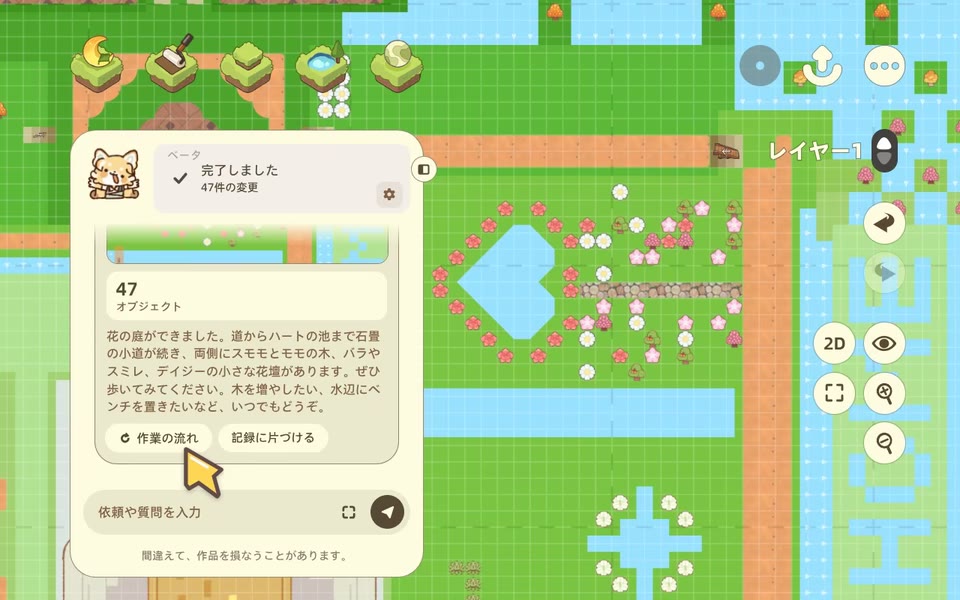 ベータ
完了しました
47件の変更
レイヤー1
47
オブジェクト
花の庭ができました。道からハートの池まで石畳
の小道が続き、両側にスモモとモモの木、バラや
スミレ、デイジーの小さな花壇があります。ぜひ
歩いてみてください。木を増やしたい、水辺にベ
ンチを置きたいなど、いつでもどうぞ。
作業の流れ
記録に片づける
2D
依頼や質問を入力
間違えて、作品を損なうことがあります。